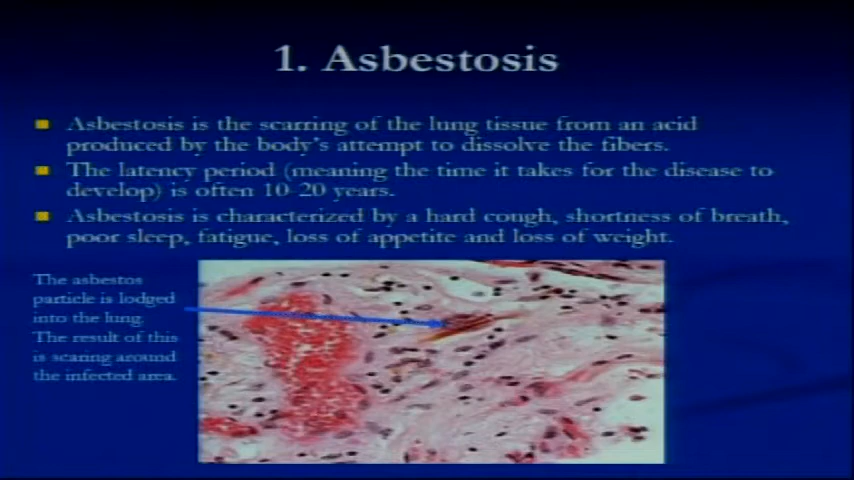 1. Asbestosis
Asbestosis is the scarring of the lung tissue from an acid
produced by the body's attempt to dissolve the fibers.
The latency period (meaning the time it takes for the disease to
develop) is often 10-20 years.
Asbestosis is characterized by a hard cough, shortness of breath,
poor sleep, fatigue, loss of appetite and loss of weight.
The asbestos
particle is lodged
into the lung.
The result of this
is scaring around
the infected area.